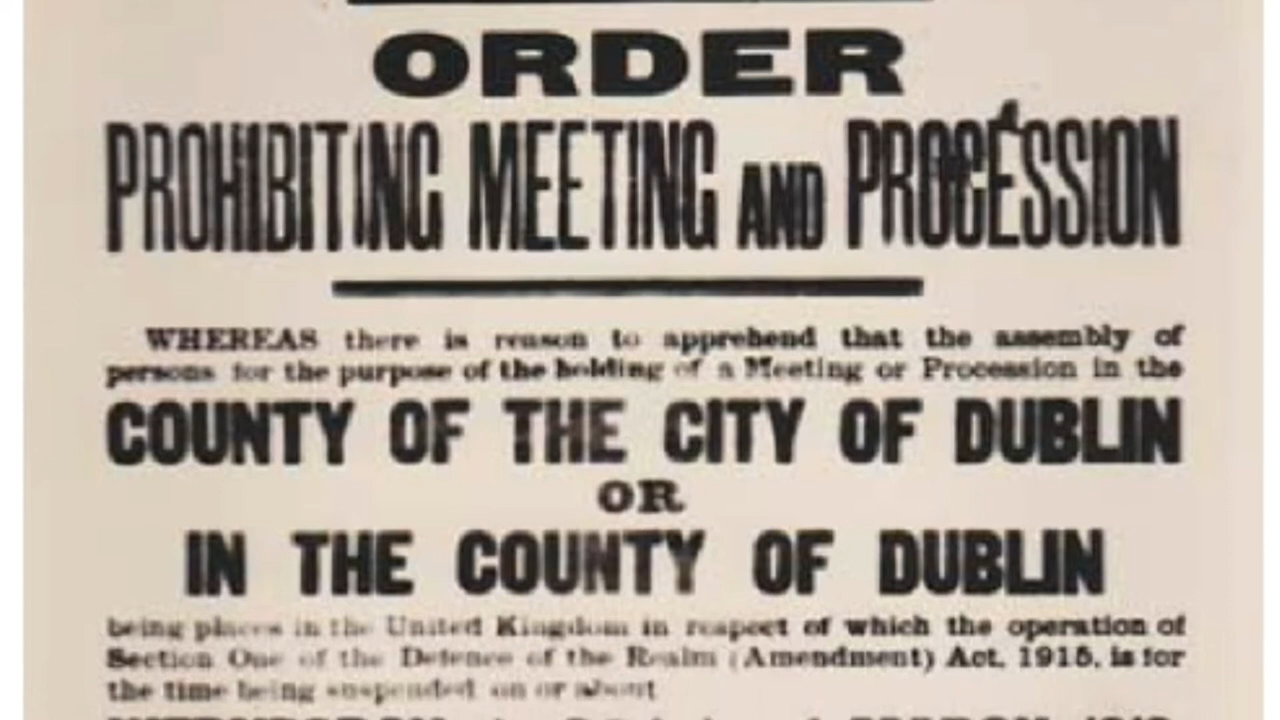 ORDER
PROHIBITING MEETING AND PROCESSION
WHEREAS there is reason to apprehend that the assembly of
persons for the purpose of the holding of a Meeting or Procession in the
COUNTY OF THE CITY OF DUBLIN
OR
IN THE COUNTY OF DUBLIN
being places in the United Kingdom in respect of which the operation of
Section One of the Defence of the Realm (Amendment) Act, 1915, is for
the time being suspended on or about